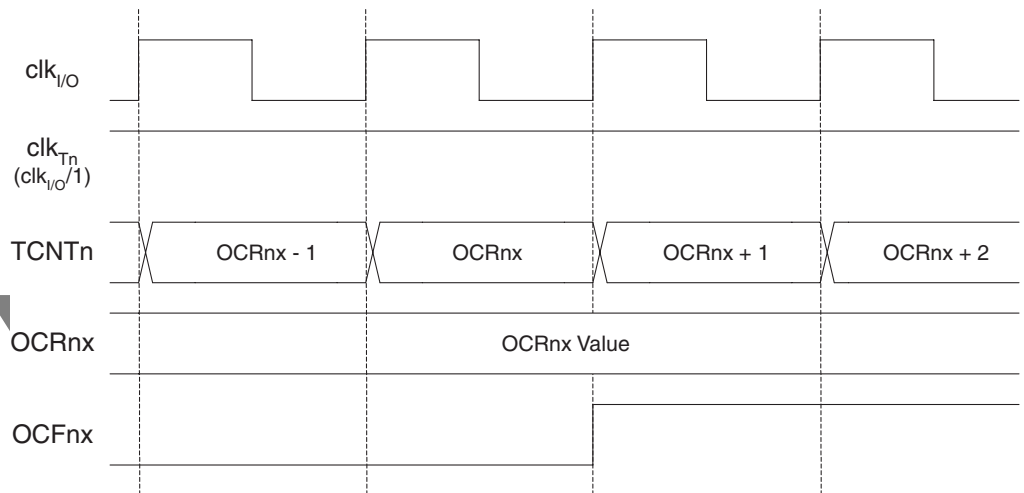 clkI/O
clkTn
(clkI/O/1)
TCNTn OCRnx - 1 OCRnx OCRnx + 1 OCRnx + 2
OCRnx OCRnx Value
OCFnx